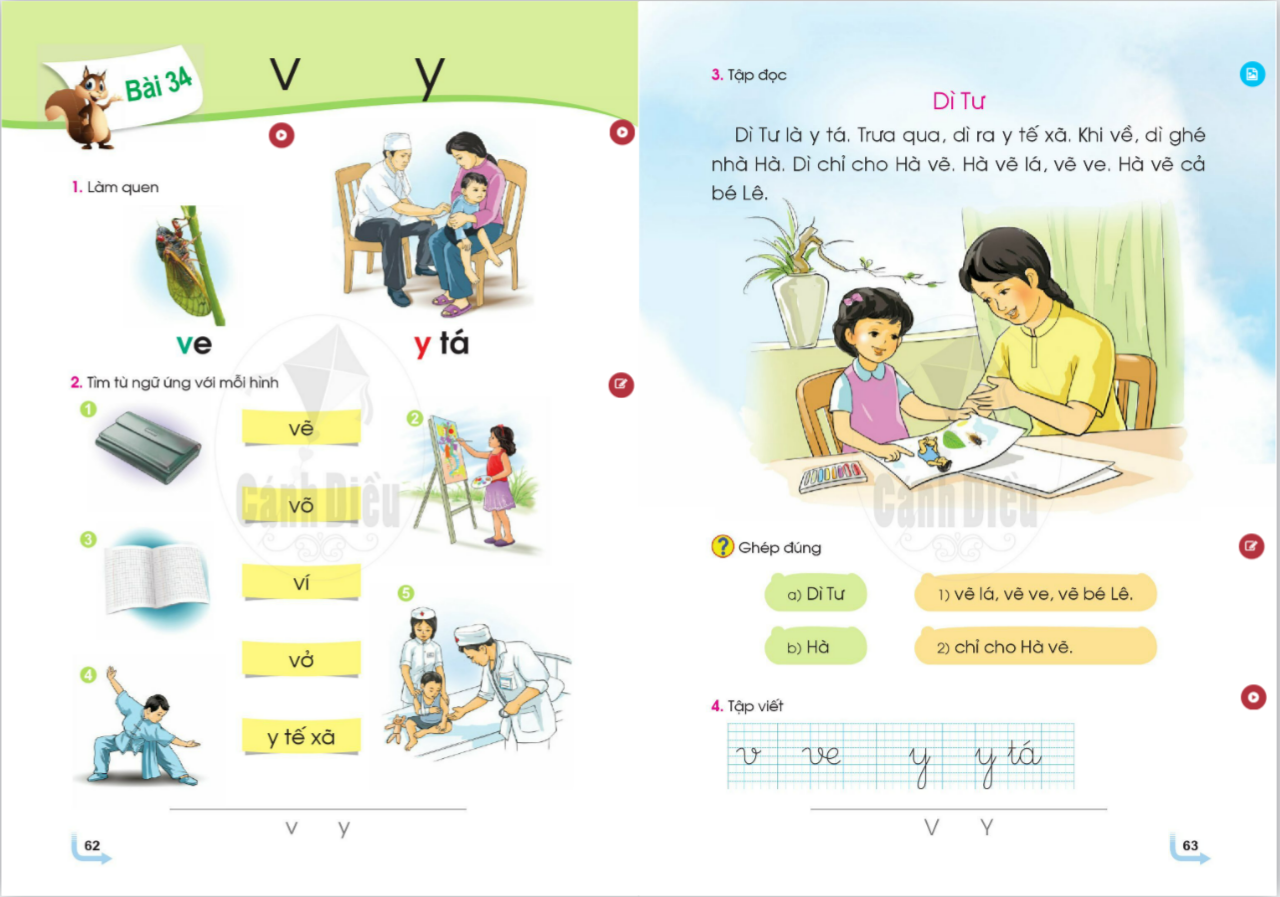 Bài 34
v y
1. Làm quen
ve
y tá
2. Tìm từ ngữ ứng với mỗi hình
1
2
vẽ
võ
3
ví
5
vở
4
y tế xã
Cánh Diều
v y
62
3. Tập đọc
Dì Tư
Dì Tư là y tá. Trưa qua, dì ra y tế xã. Khi về, dì ghé
nhà Hà. Dì chỉ cho Hà vẽ. Hà vẽ lá, vẽ ve. Hà vẽ cả
bé Lê.
Cánh Diều
? Ghép đúng
a) Dì Tư
1) vẽ lá, vẽ ve, vẽ bé Lê.
b) Hà
2) chỉ cho Hà vẽ.
4. Tập viết
v ve y y tá
V Y
63